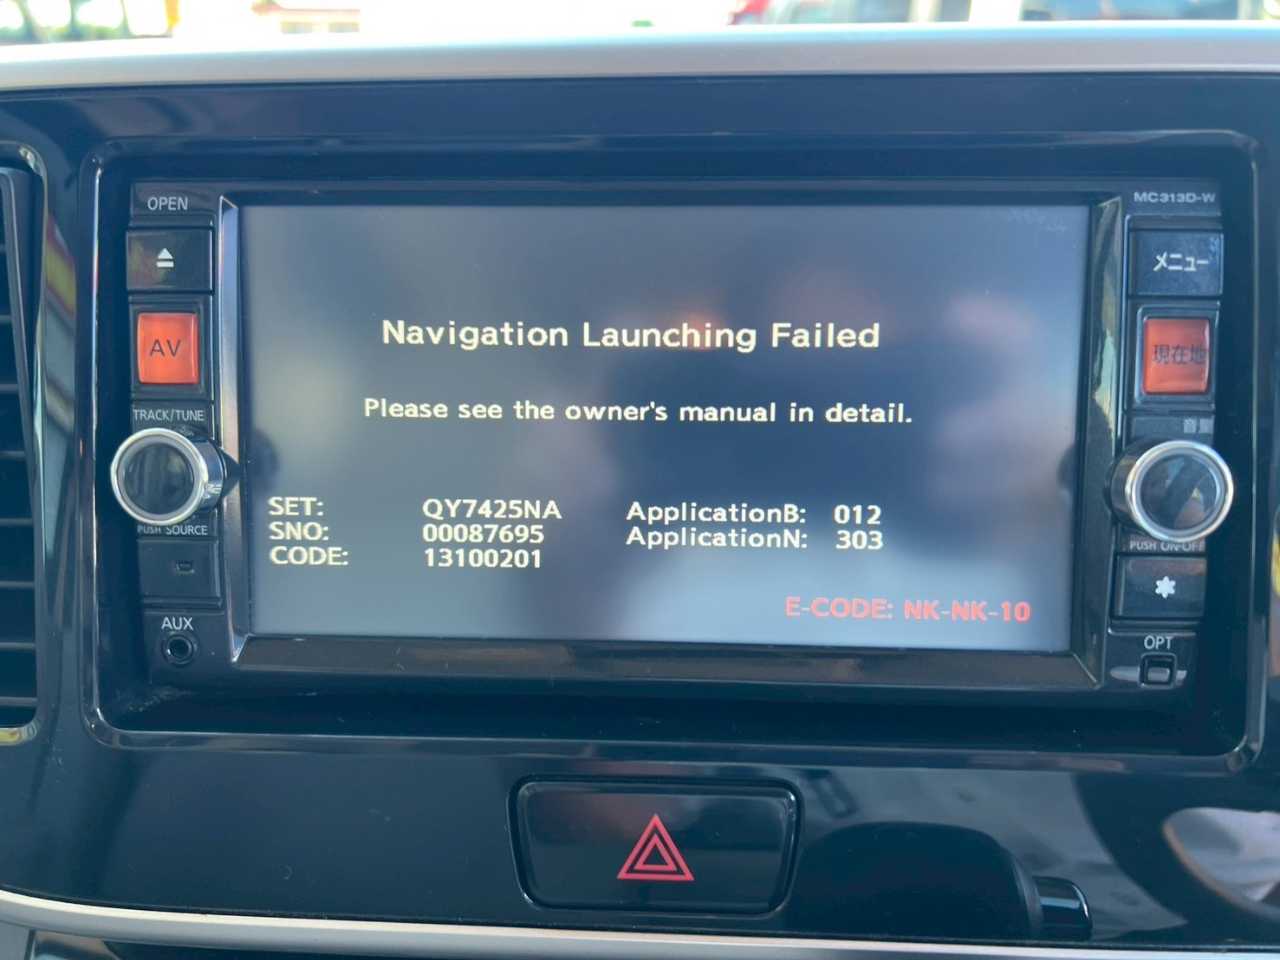 OPEN
MC313D-W
メニュー
AV
現在地
TRACK/TUNE
音量
PUSH SOURCE
PUSH ON-OFF
AUX
OPT
Navigation Launching Failed
Please see the owner's manual in detail.
SET: QY7425NA ApplicationB: 012
SNO: 00087695 ApplicationN: 303
CODE: 13100201
E-CODE: NK-NK-10